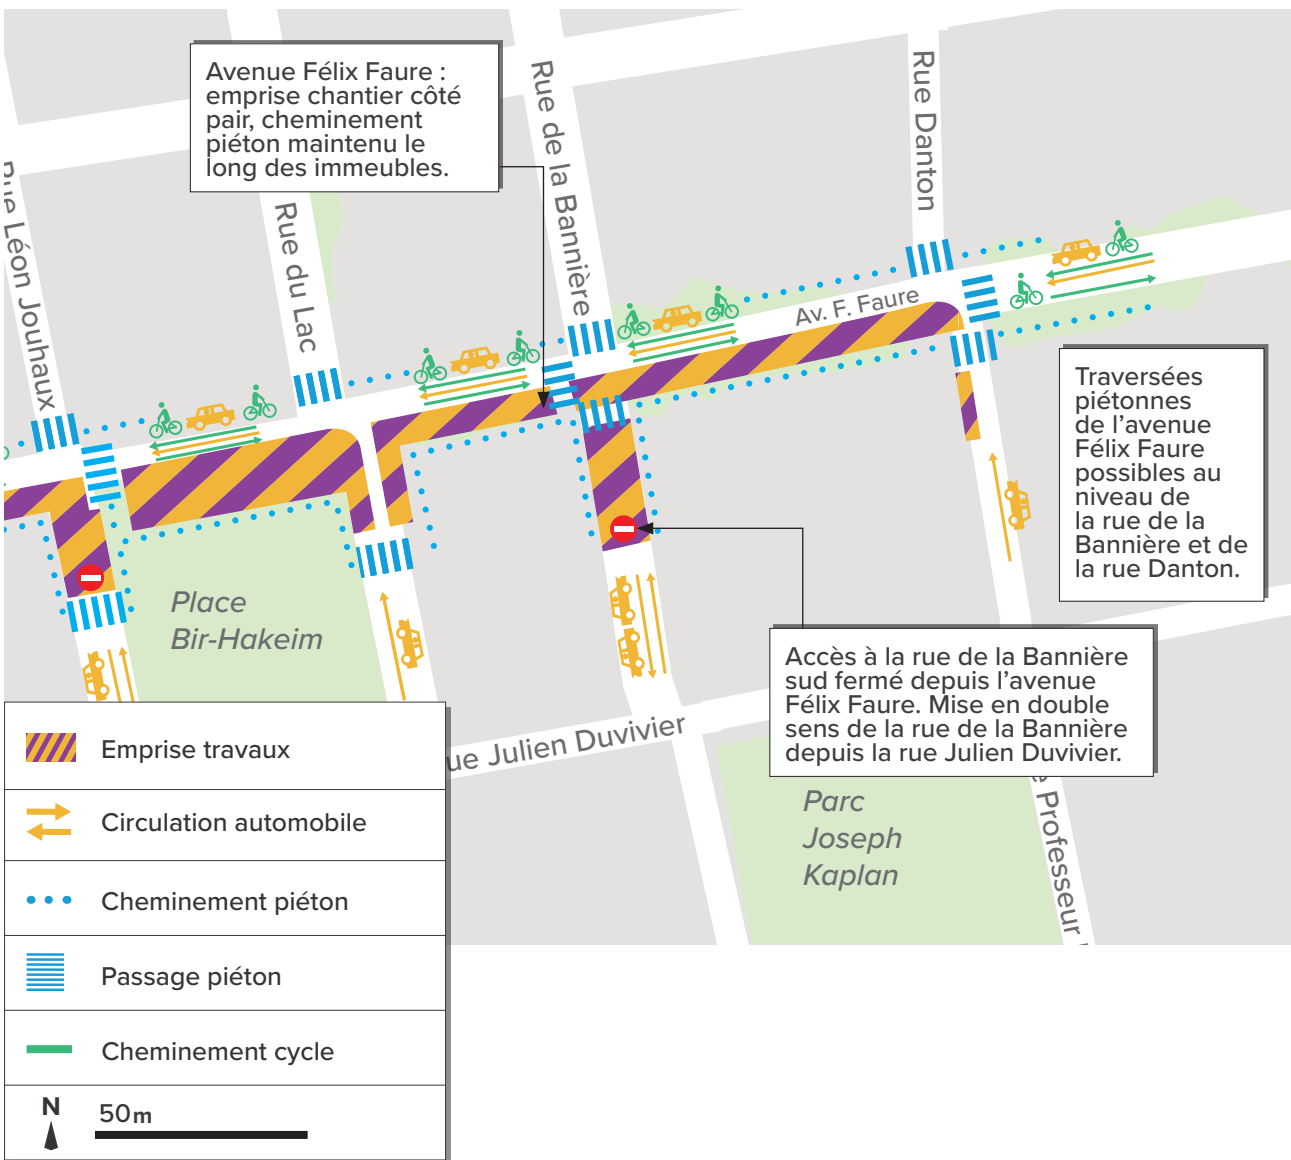 Avenue Félix Faure :
emprise chantier côté
pair, cheminement
piéton maintenu le
long des immeubles.
Rue Léon Jouhaux
Rue du Lac
Rue de la Bannière
Rue Danton
Av. F. Faure
Traversées
piétonnes
de l’avenue
Félix Faure
possibles au
niveau de
la rue de la
Bannière et de
la rue Danton.
Place
Bir-Hakeim
Accès à la rue de la Bannière
sud fermé depuis l’avenue
Félix Faure. Mise en double
sens de la rue de la Bannière
depuis la rue Julien Duvivier.
ue Julien Duvivier
Parc
Joseph
Kaplan
e Professeur
Emprise travaux
Circulation automobile
Cheminement piéton
Passage piéton
Cheminement cycle
N
50m